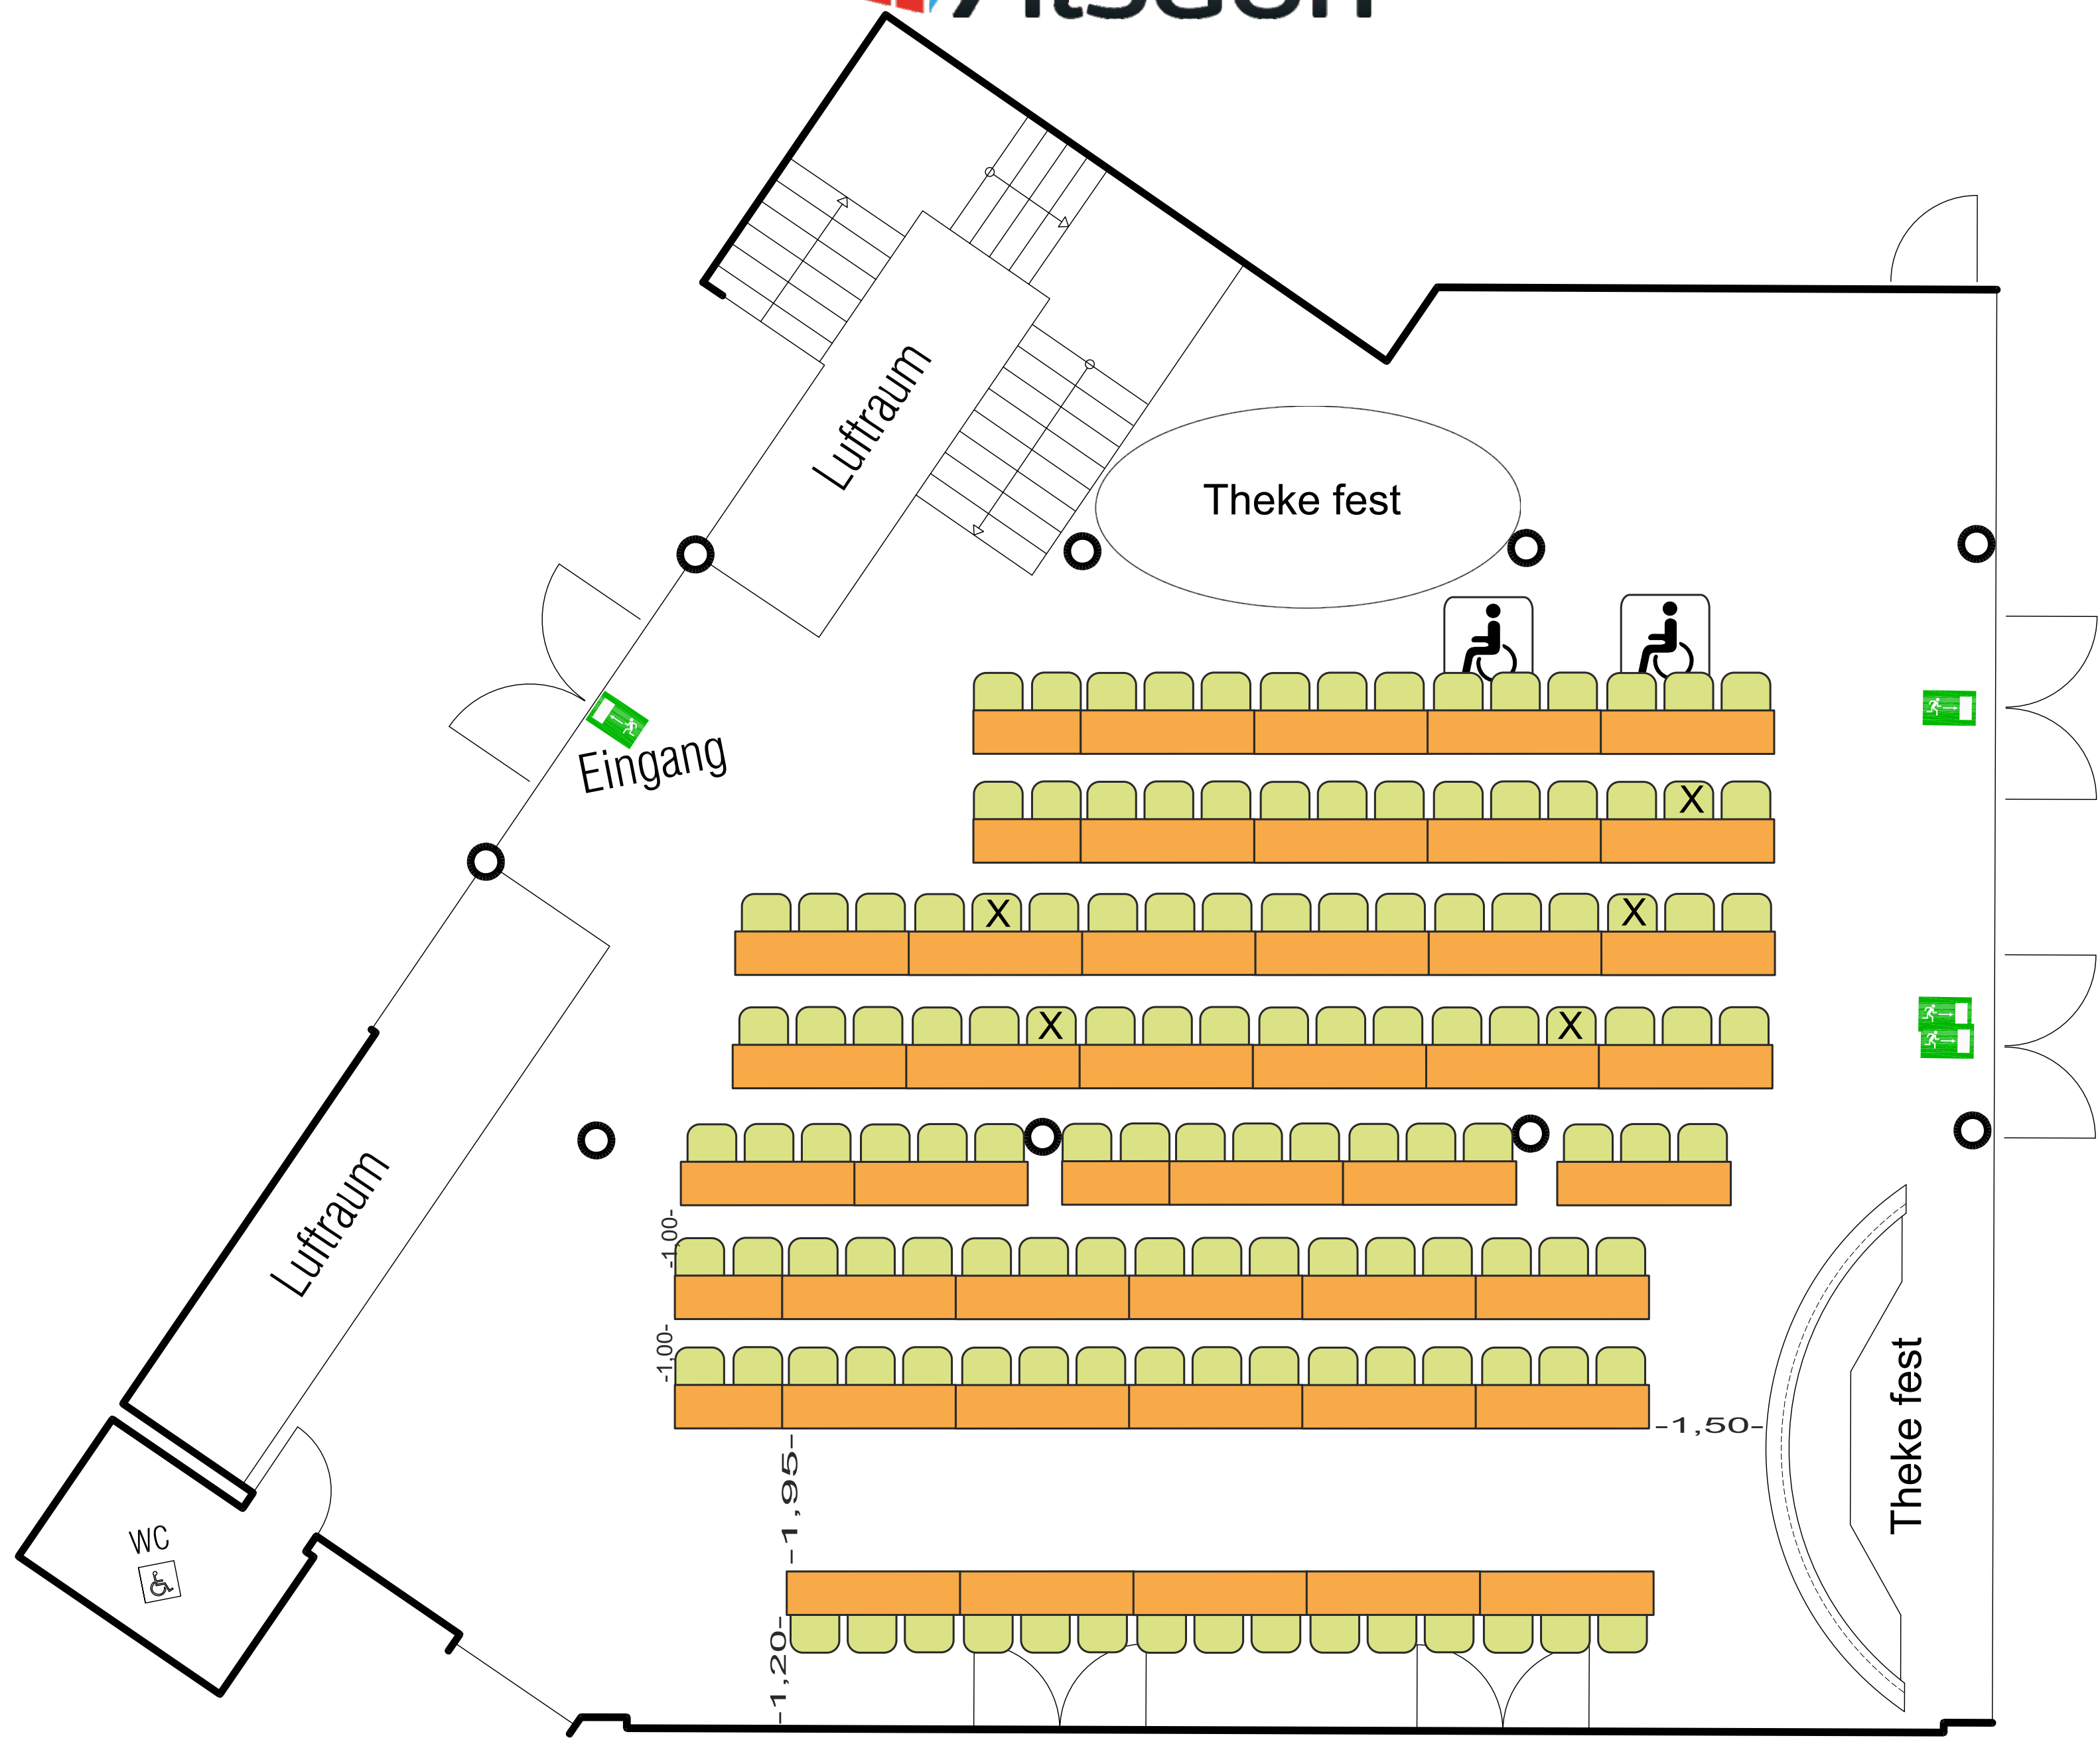 Luftraum
Theke fest
Eingang
X
X
X
X
X
Luftraum
-1,00-
-1,00-
-1,50-
Theke fest
-1,95-
WC
-1,20-